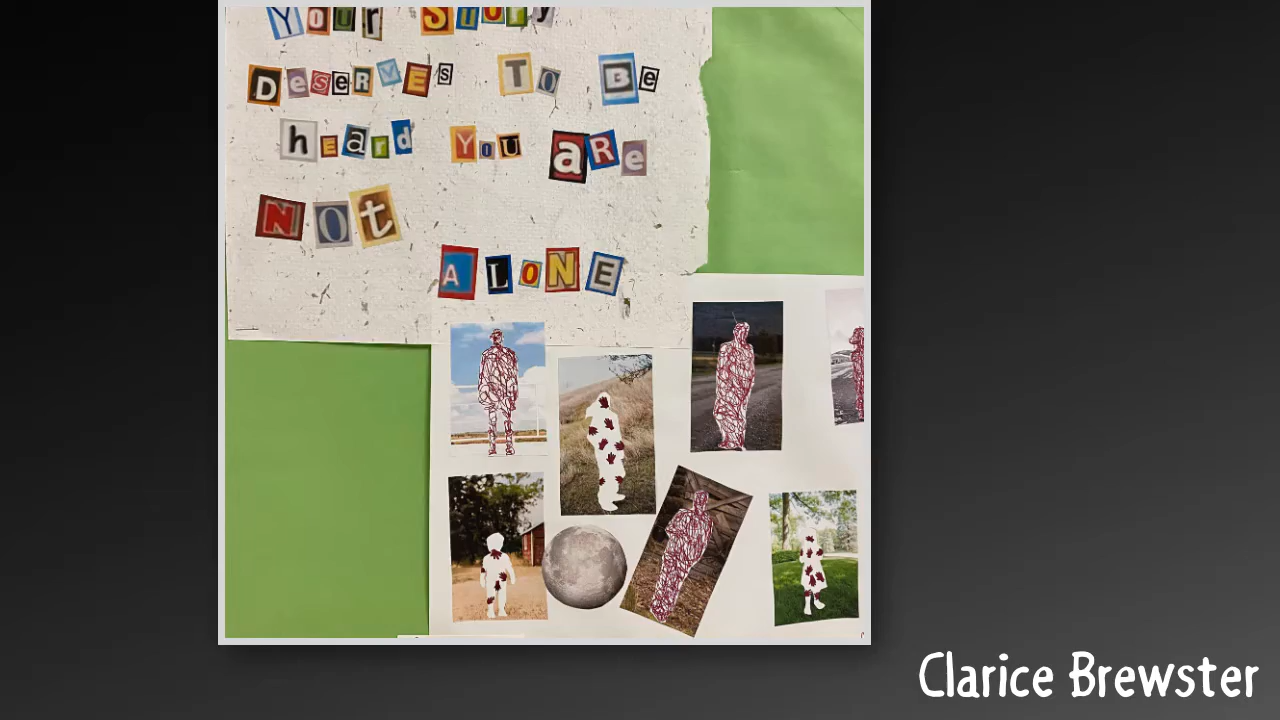 Your Story
DeserVEs To Be
hEard You aRe
Not
ALONE
Clarice Brewster